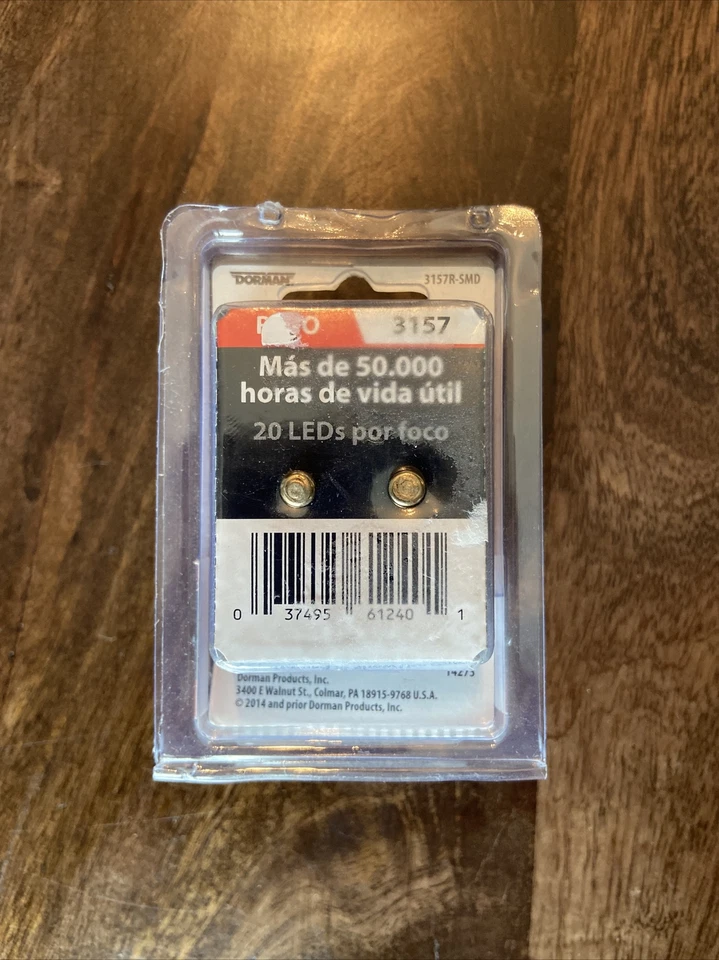 DORMAN
3157R-SMD
3157
Más de 50.000
horas de vida útil
20 LEDs por foco
0 37495 61240 1
14273
Dorman Products, Inc.
3400 E Walnut St., Colmar, PA 18915-9768 U.S.A.
© 2014 and prior Dorman Products, Inc.